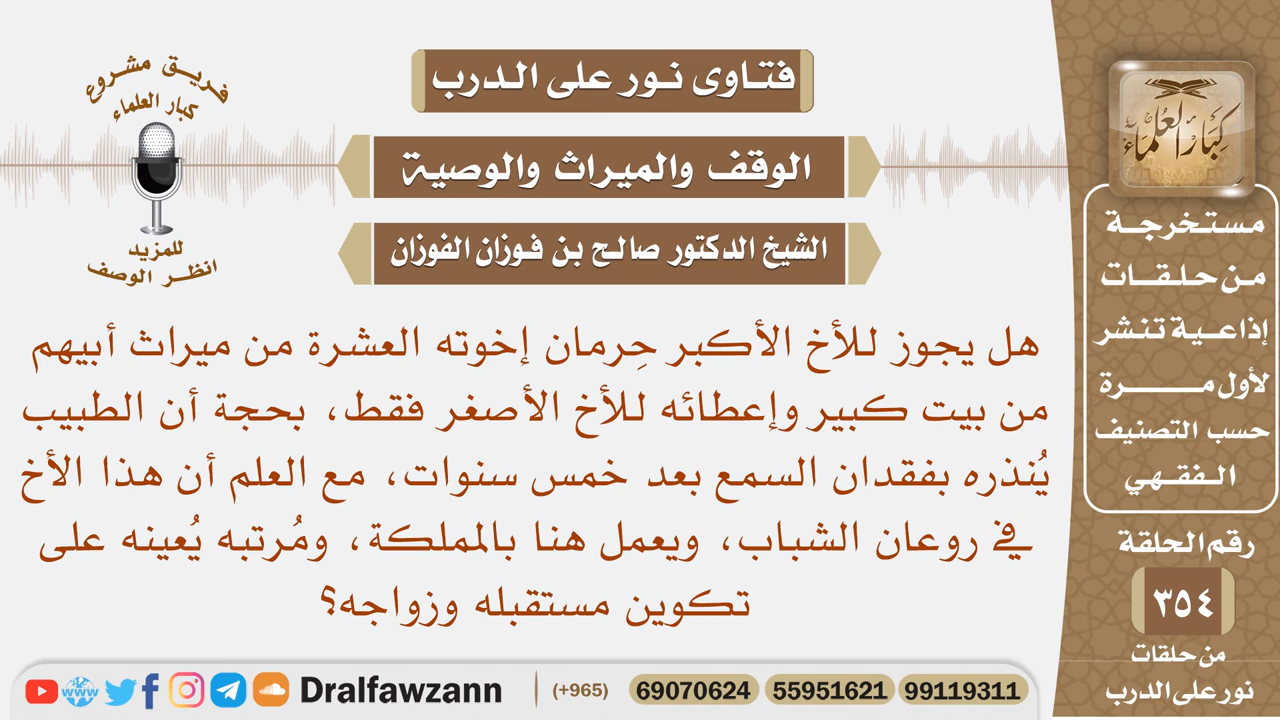 فتاوى نور على الدرب
الوقف والميراث والوصية
الشيخ الدكتور صالح بن فوزان الفوزان
فريق مشروع
كبار العلماء
للمزيد
انظر الوصف
هل يجوز للأخ الأكبر حِرمان إخوته العشرة من ميراث أبيهم
من بيت كبير وإعطائه للأخ الأصغر فقط، بحجة أن الطبيب
يُنذره بفقدان السمع بعد خمس سنوات، مع العلم أن هذا الأخ
في روعان الشباب، ويعمل هنا بالمملكة، ومُرتبه يُعينه على
تكوين مستقبله وزواجه؟
كِبَارُ العُلَمَاء
مستخرجة
من حلقات
إذاعية تنشر
لأول مرة
حسب التصنيف
الفقهي
رقم الحلقة
٣٥٤
من حلقات
نور على الدرب
www Dralfawzann (+965) 69070624 55951621 99119311